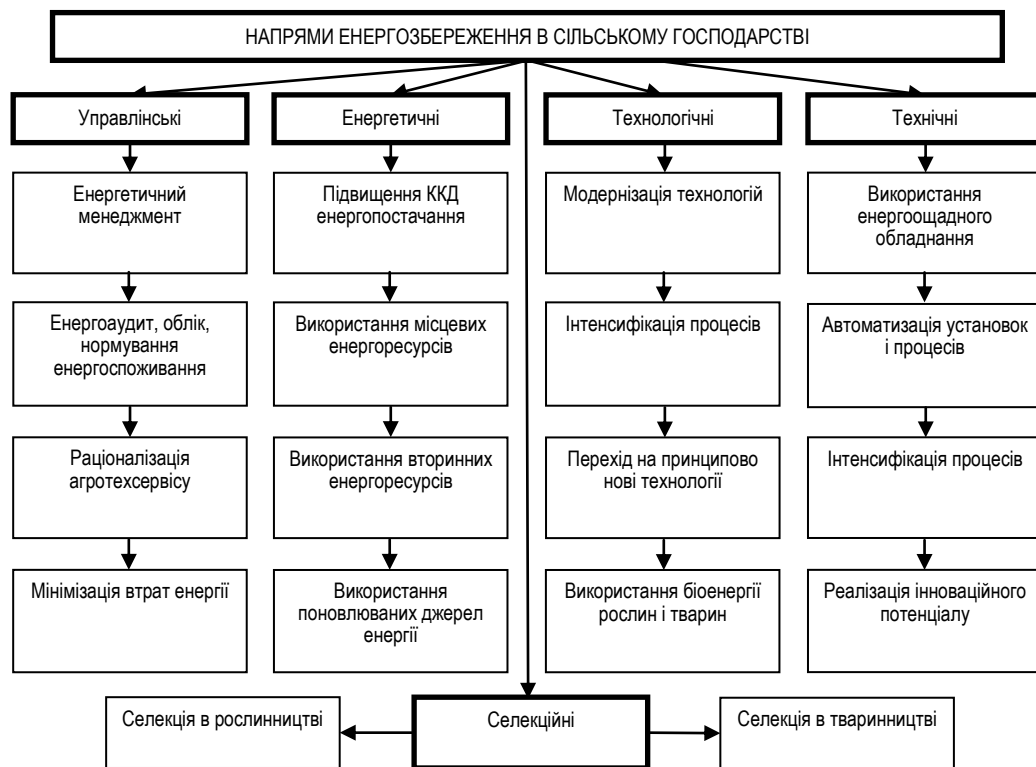 НАПРЯМИ ЕНЕРГОЗБЕРЕЖЕННЯ В СІЛЬСЬКОМУ ГОСПОДАРСТВІ
Управлінські
Енергетичні
Технологічні
Технічні
Енергетичний
менеджмент
Підвищення ККД
енергопостачання
Модернізація технологій
Використання
енергоощадного
обладнання
Енергоаудит, облік,
нормування
енергоспоживання
Використання місцевих
енергоресурсів
Інтенсифікація процесів
Автоматизація установок
і процесів
Раціоналізація
агротехсервісу
Використання вторинних
енергоресурсів
Перехід на принципово
нові технології
Інтенсифікація процесів
Мінімізація втрат енергії
Використання
поновлюваних джерел
енергії
Використання біоенергії
рослин і тварин
Реалізація інноваційного
потенціалу
Селекція в рослинництві
Селекційні
Селекція в тваринництві